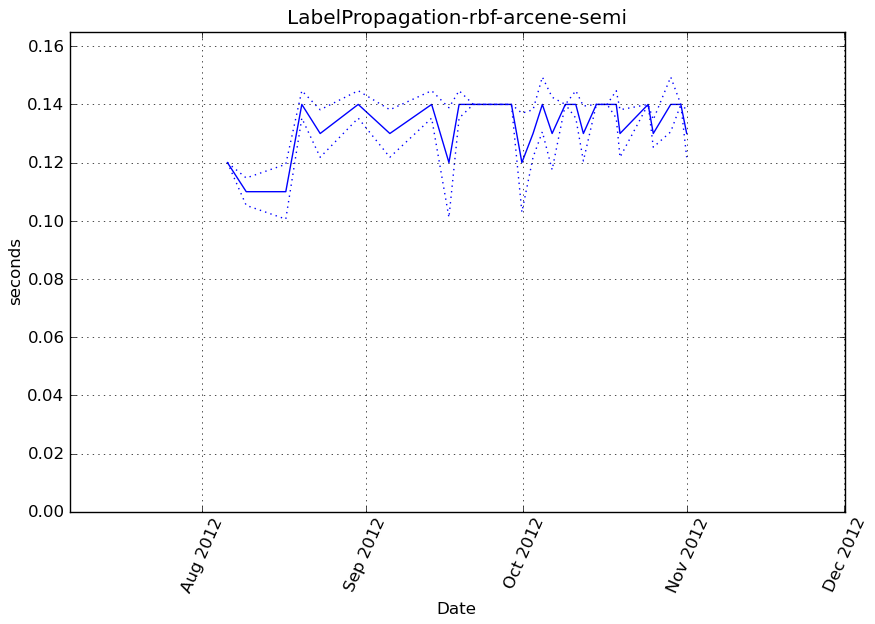 LabelPropagation-rbf-arcene-semi
0.16
0.14
0.12
0.10
0.08
0.06
0.04
0.02
0.00
seconds
Aug 2012
Sep 2012
Oct 2012
Nov 2012
Dec 2012
Date